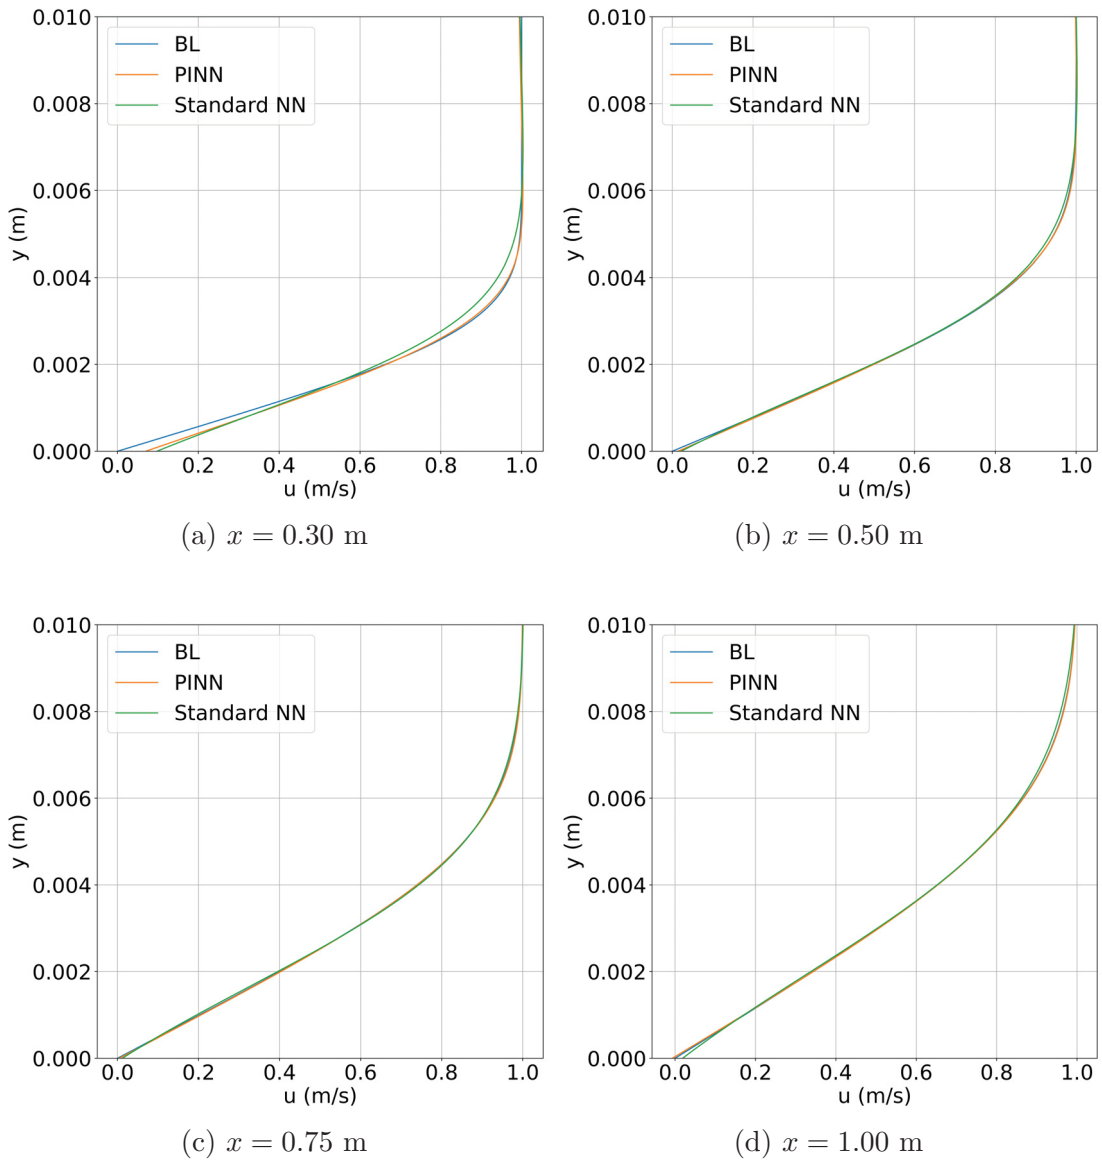 0.010
0.008
0.006
0.004
0.002
0.000
y (m)
BL
PINN
Standard NN
0.0 0.2 0.4 0.6 0.8 1.0
u (m/s)
(a) x = 0.30 m
0.010
0.008
0.006
0.004
0.002
0.000
y (m)
BL
PINN
Standard NN
0.0 0.2 0.4 0.6 0.8 1.0
u (m/s)
(b) x = 0.50 m
0.010
0.008
0.006
0.004
0.002
0.000
y (m)
BL
PINN
Standard NN
0.0 0.2 0.4 0.6 0.8 1.0
u (m/s)
(c) x = 0.75 m
0.010
0.008
0.006
0.004
0.002
0.000
y (m)
BL
PINN
Standard NN
0.0 0.2 0.4 0.6 0.8 1.0
u (m/s)
(d) x = 1.00 m